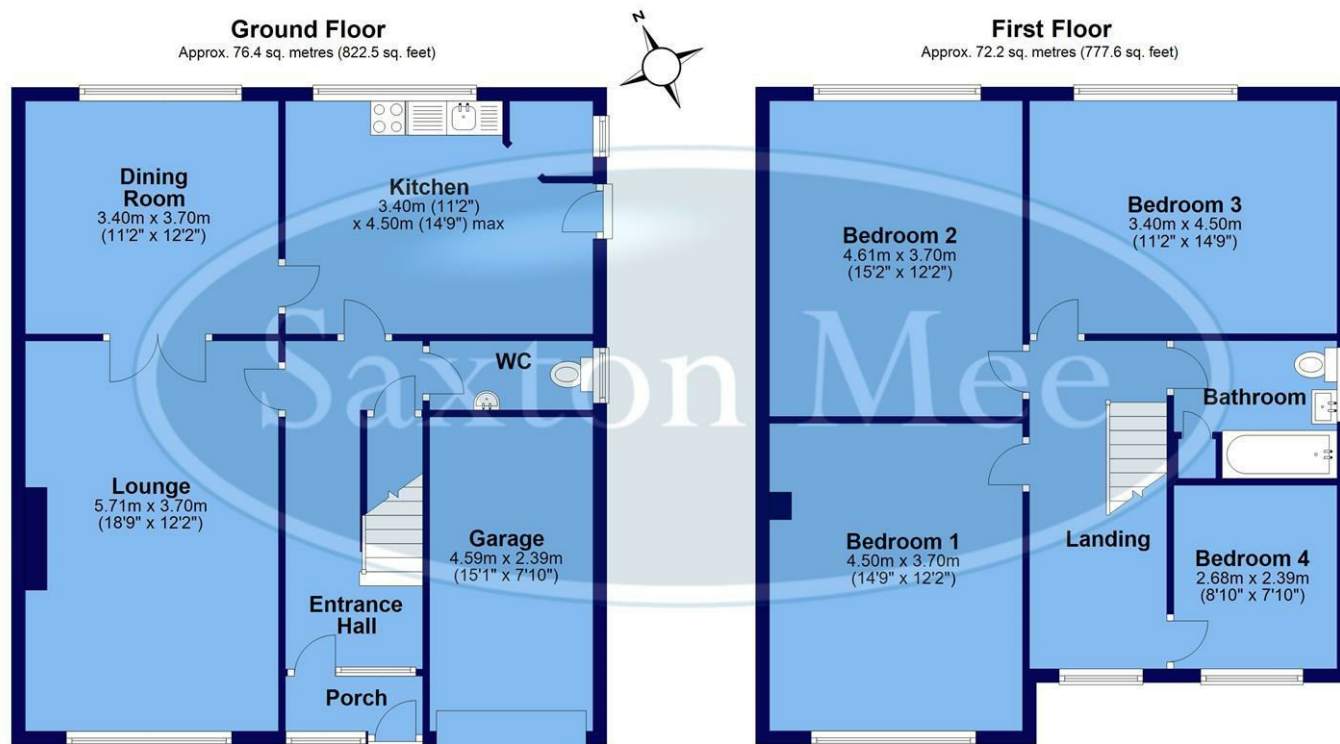 Ground Floor
Approx. 76.4 sq. metres (822.5 sq. feet)
N
First Floor
Approx. 72.2 sq. metres (777.6 sq. feet)
Dining
Room
3.40m x 3.70m
(11'2" x 12'2")
Kitchen
3.40m (11'2")
x 4.50m (14'9") max
WC
Lounge
5.71m x 3.70m
(18'9" x 12'2")
Garage
4.59m x 2.39m
(15'1" x 7'10")
Entrance
Hall
Porch
Bedroom 2
4.61m x 3.70m
(15'2" x 12'2")
Bedroom 3
3.40m x 4.50m
(11'2" x 14'9")
Bathroom
Bedroom 1
4.50m x 3.70m
(14'9" x 12'2")
Landing
Bedroom 4
2.68m x 2.39m
(8'10" x 7'10")
Saxton Mee